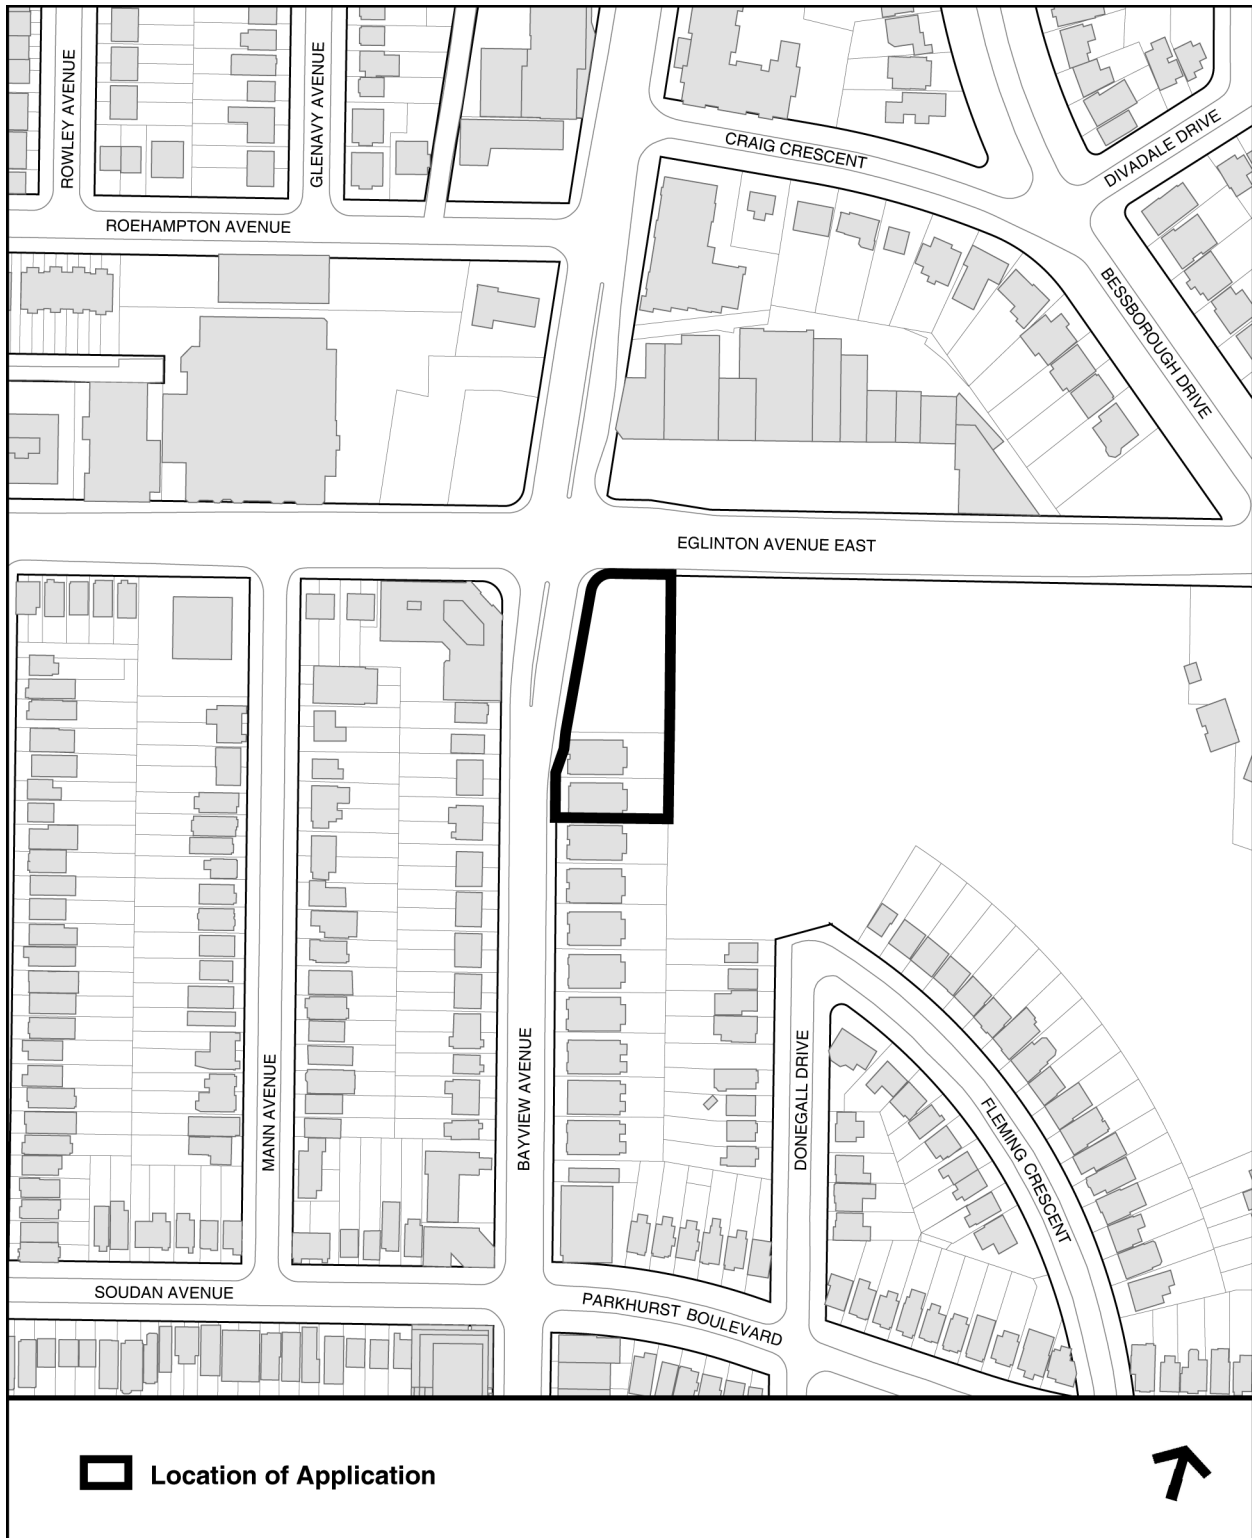 ROWLEY AVENUE
GLENAVY AVENUE
CRAIG CRESCENT
DIVADALE DRIVE
ROEHAMPTON AVENUE
BESSBOROUGH DRIVE
EGLINTON AVENUE EAST
MANN AVENUE
BAYVIEW AVENUE
DONEGALL DRIVE
FLEMING CRESCENT
SOUDAN AVENUE
PARKHURST BOULEVARD
Location of Application